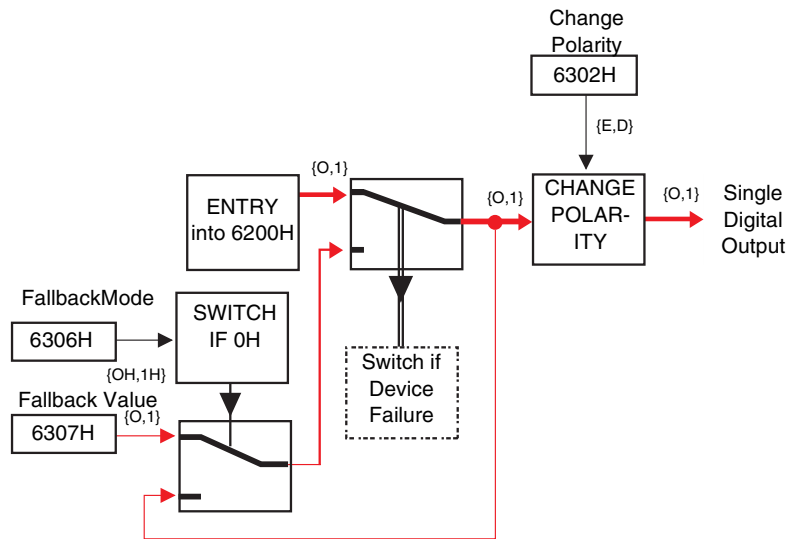 Change
Polarity
6302H
{E,D}
{O,1}
ENTRY
into 6200H
{O,1}
CHANGE
POLAR-
ITY
{O,1}
Single
Digital
Output
FallbackMode
6306H
{OH,1H}
SWITCH
IF 0H
Switch if
Device
Failure
Fallback Value
6307H
{O,1}